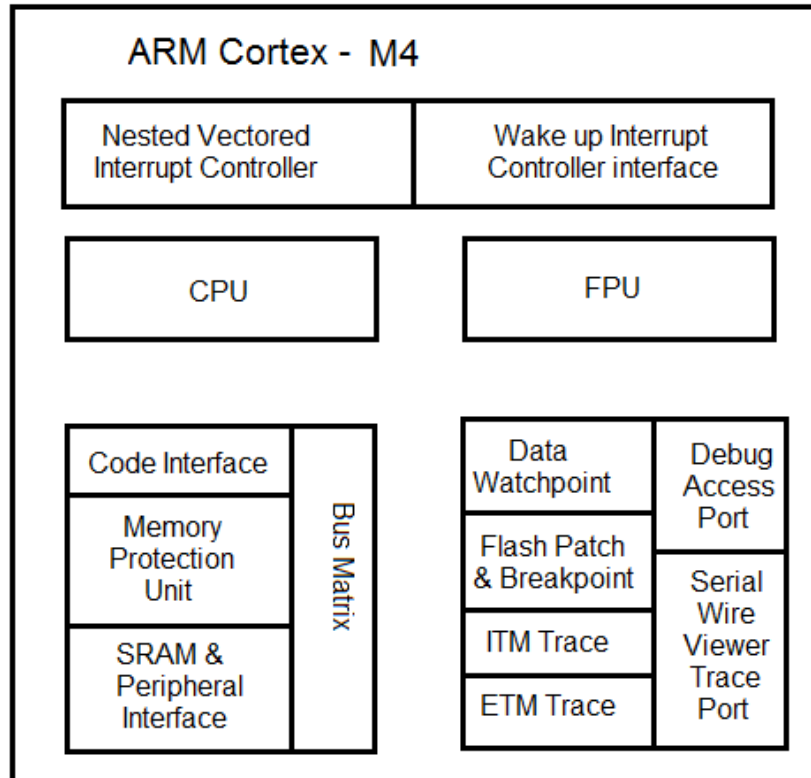 ARM Cortex - M4
Nested Vectored
Interrupt Controller
Wake up Interrupt
Controller interface
CPU
FPU
Code Interface
Memory
Protection
Unit
SRAM &
Peripheral
Interface
Bus Matrix
Data
Watchpoint
Flash Patch
& Breakpoint
ITM Trace
ETM Trace
Debug
Access
Port
Serial
Wire
Viewer
Trace
Port